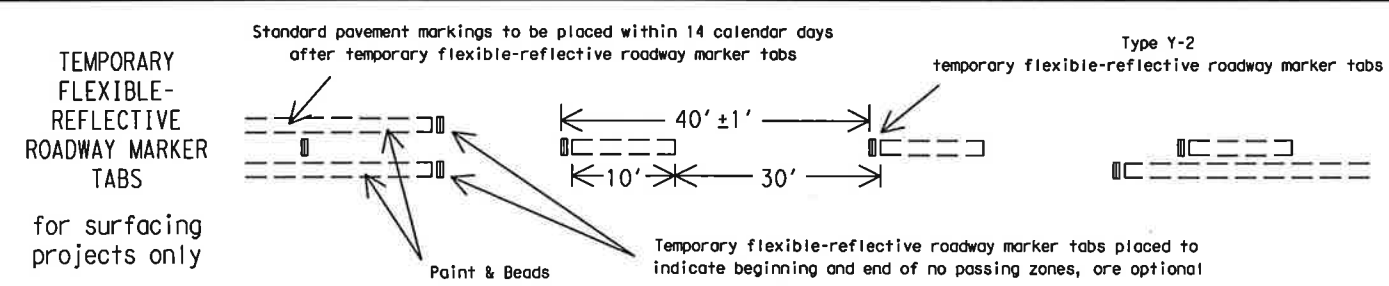 TEMPORARY
FLEXIBLE-
REFLECTIVE
ROADWAY MARKER
TABS
for surfacing
projects only
Standard pavement markings to be placed within 14 calendar days
after temporary flexible-reflective roadway marker tabs
Type Y-2
temporary flexible-reflective roadway marker tabs
40' ±1'
10'
30'
Paint & Beads
Temporary flexible-reflective roadway marker tabs placed to
indicate beginning and end of no passing zones, are optional